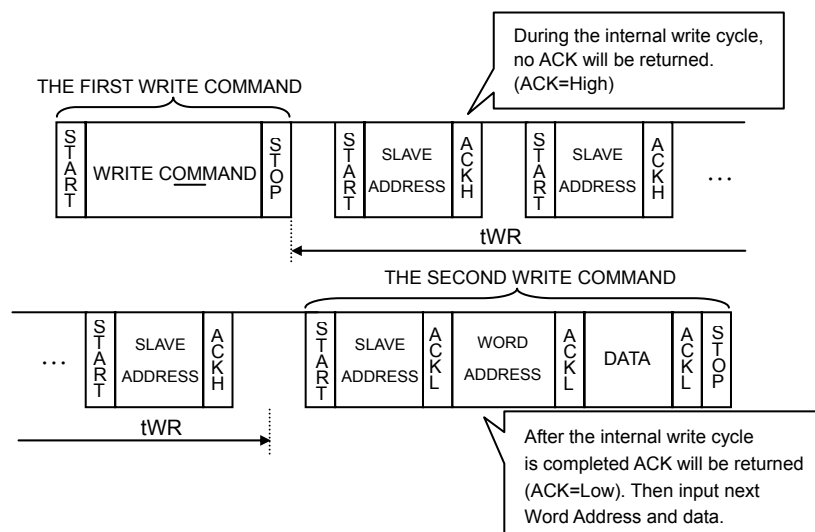 During the internal write cycle,
no ACK will be returned.
(ACK=High)
THE FIRST WRITE COMMAND
START
WRITE COMMAND
STOP
START
SLAVE
ADDRESS
ACKH
START
SLAVE
ADDRESS
ACKH
…
tWR
THE SECOND WRITE COMMAND
…
START
SLAVE
ADDRESS
ACKH
START
SLAVE
ADDRESS
ACKL
WORD
ADDRESS
ACKL
DATA
ACKL
STOP
tWR
After the internal write cycle
is completed ACK will be returned
(ACK=Low). Then input next
Word Address and data.